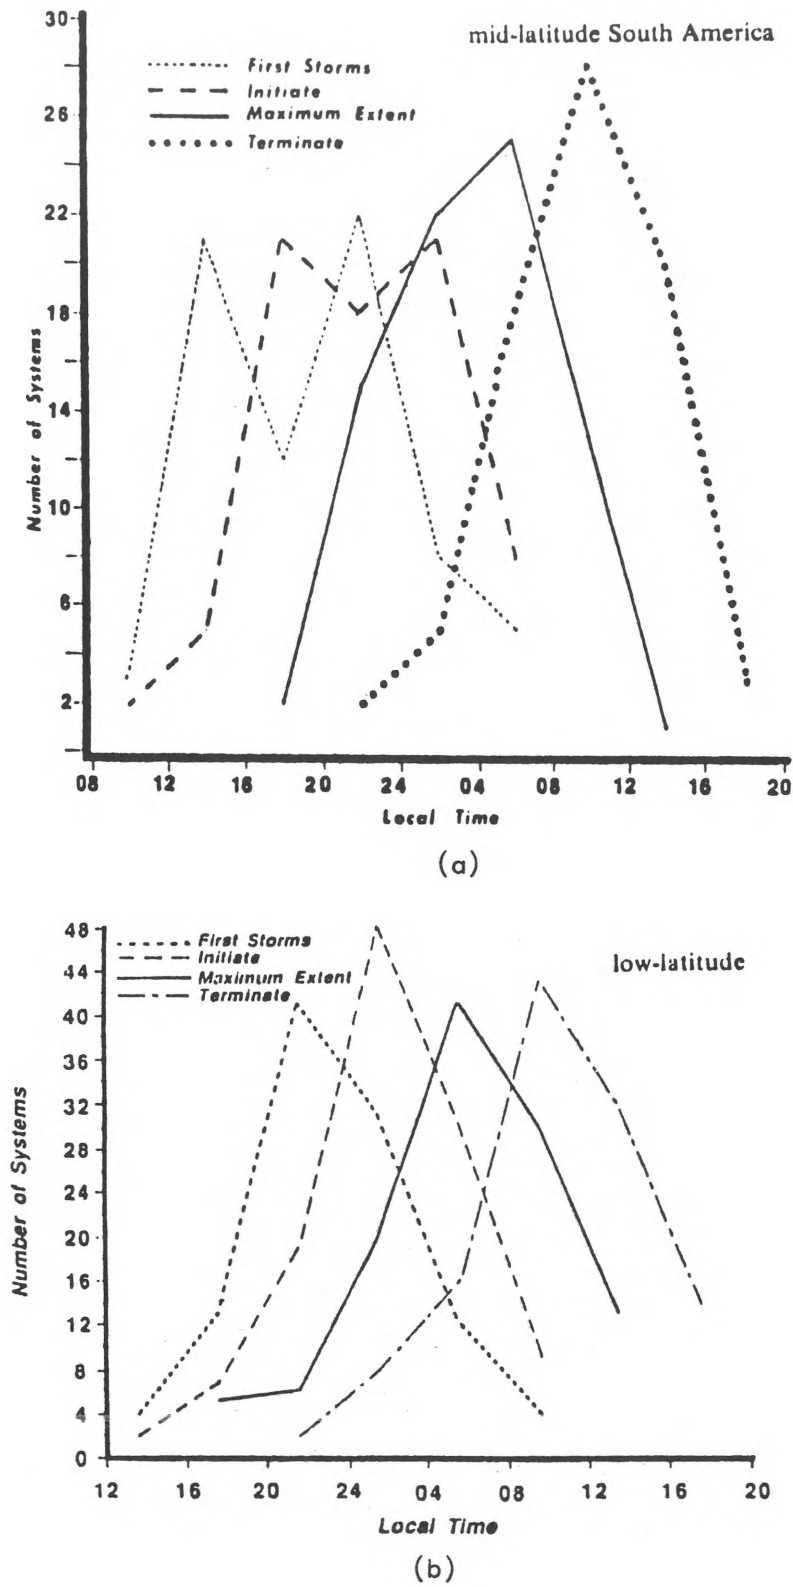 30
mid-latitude South America
First Storms
Initiate
Maximum Extent
Terminate
26
22
18
14
10
6
2
Number of Systems
08 12 16 20 24 04 08 12 16 20
Local Time
(a)
48
First Storms
Initiate
Maximum Extent
Terminate
low-latitude
44
40
36
32
28
24
20
16
12
8
4
0
Number of Systems
12 16 20 24 04 08 12 16 20
Local Time
(b)